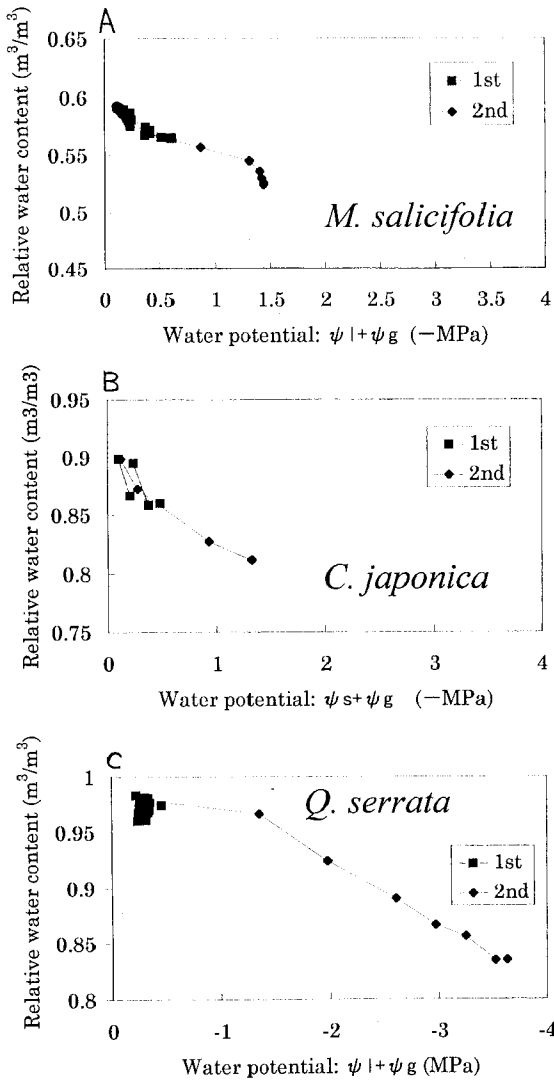 A
Relative water content (m³/m³)
0.65
0.6
0.55
0.5
0.45
1st
2nd
M. salicifolia
0 0.5 1 1.5 2 2.5 3 3.5 4
Water potential: ψl+ψg (−MPa)
B
Relative water content (m3/m3)
0.95
0.9
0.85
0.8
0.75
1st
2nd
C. japonica
0 1 2 3 4
Water potential: ψs+ψg (−MPa)
C
Relative water content (m³/m³)
1
0.95
0.9
0.85
0.8
Q. serrata
1st
2nd
0 -1 -2 -3 -4
Water potential: ψl+ψg (MPa)